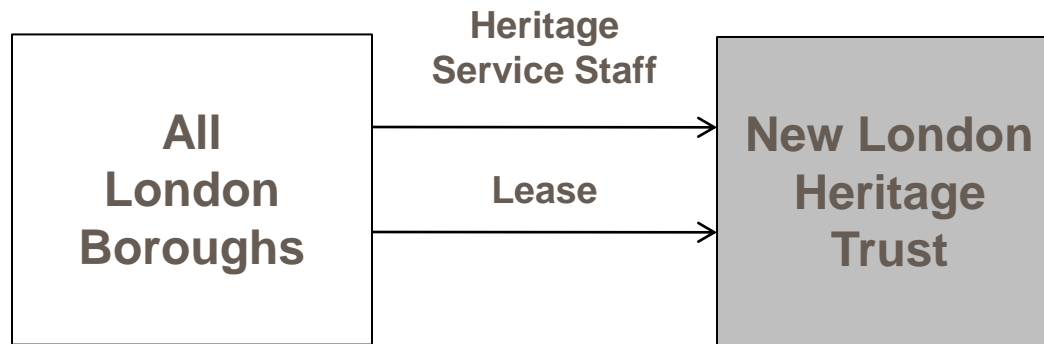 Heritage
Service Staff
All
London
Boroughs
Lease
New London
Heritage
Trust